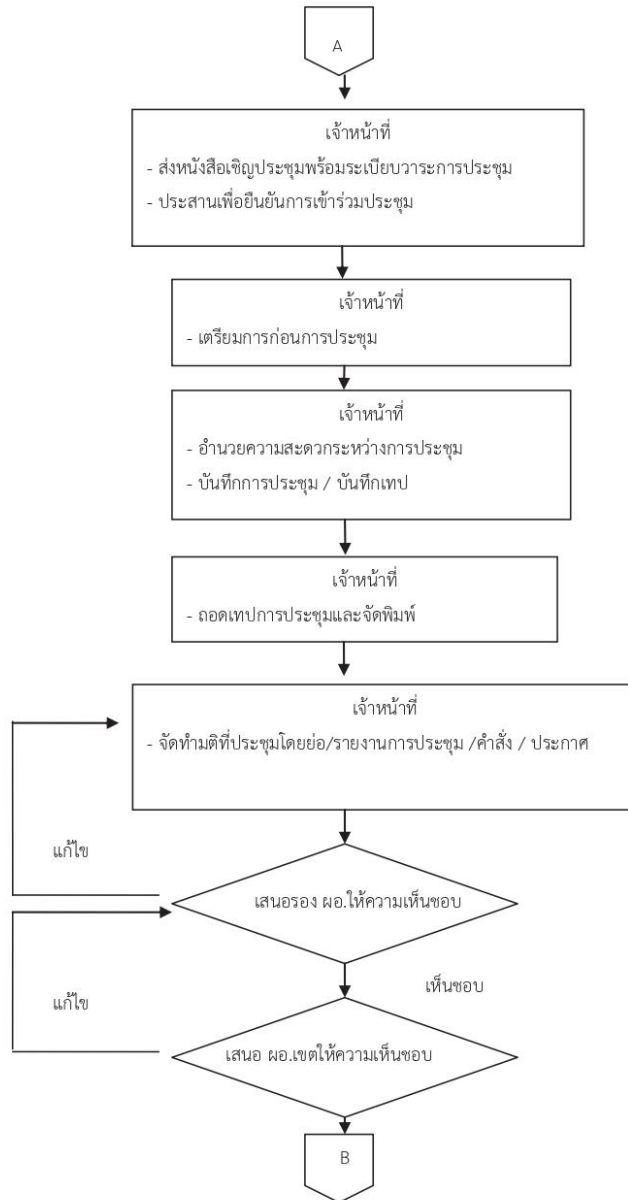 A
เจ้าหน้าที่
- ส่งหนังสือเชิญประชุมพร้อมระเบียบวาระการประชุม
- ประสานเพื่อยืนยันการเข้าร่วมประชุม
เจ้าหน้าที่
- เตรียมการก่อนการประชุม
เจ้าหน้าที่
- อำนวยความสะดวกระหว่างการประชุม
- บันทึกการประชุม / บันทึกเทป
เจ้าหน้าที่
- ถอดเทปการประชุมและจัดพิมพ์
เจ้าหน้าที่
- จัดทำมติที่ประชุมโดยย่อ/รายงานการประชุม /คำสั่ง / ประกาศ
แก้ไข
เสนอรอง ผอ.ให้ความเห็นชอบ
เห็นชอบ
แก้ไข
เสนอ ผอ.เขตให้ความเห็นชอบ
B